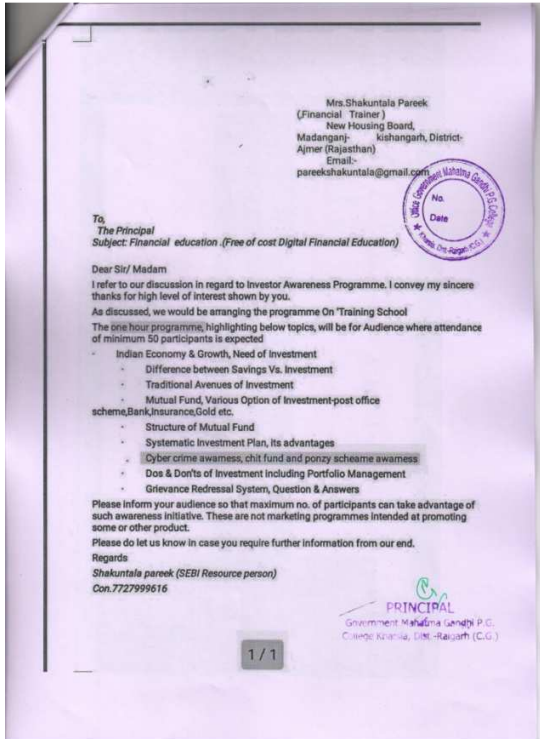 Mrs.Shakuntala Pareek
(,Financial Trainer )
New Housing Board,
Madanganj- kishangarh, District-
Ajmer (Rajasthan)
Email:-
pareekshakuntala@gmail.com
Office Government Mahatma Gandhi P.G. College
No.
Date
Kharsia, Dist.-Raigarh (C.G.)
To,
The Principal
Subject: Financial education .(Free of cost Digital Financial Education)
Dear Sir/ Madam
I refer to our discussion in regard to Investor Awareness Programme. I convey my sincere
thanks for high level of interest shown by you.
As discussed, we would be arranging the programme On 'Training School
The one hour programme, highlighting below topics, will be for Audience where attendance
of minimum 50 participants is expected
- Indian Economy & Growth, Need of Investment
- Difference between Savings Vs. Investment
- Traditional Avenues of Investment
- Mutual Fund, Various Option of Investment-post office
scheme,Bank,Insurance,Gold etc.
- Structure of Mutual Fund
- Systematic Investment Plan, its advantages
- Cyber crime awarness, chit fund and ponzy scheame awarness
- Dos & Don'ts of Investment including Portfolio Management
- Grievance Redressal System, Question & Answers
Please inform your audience so that maximum no. of participants can take advantage of
such awareness initiative. These are not marketing programmes intended at promoting
some or other product.
Please do let us know in case you require further information from our end.
Regards
Shakuntala pareek (SEBI Resource person)
Con.7727999616
PRINCIPAL
Government Mahatma Gandhi P.G.
College Kharsia, Dist.-Raigarh (C.G.)
1/1